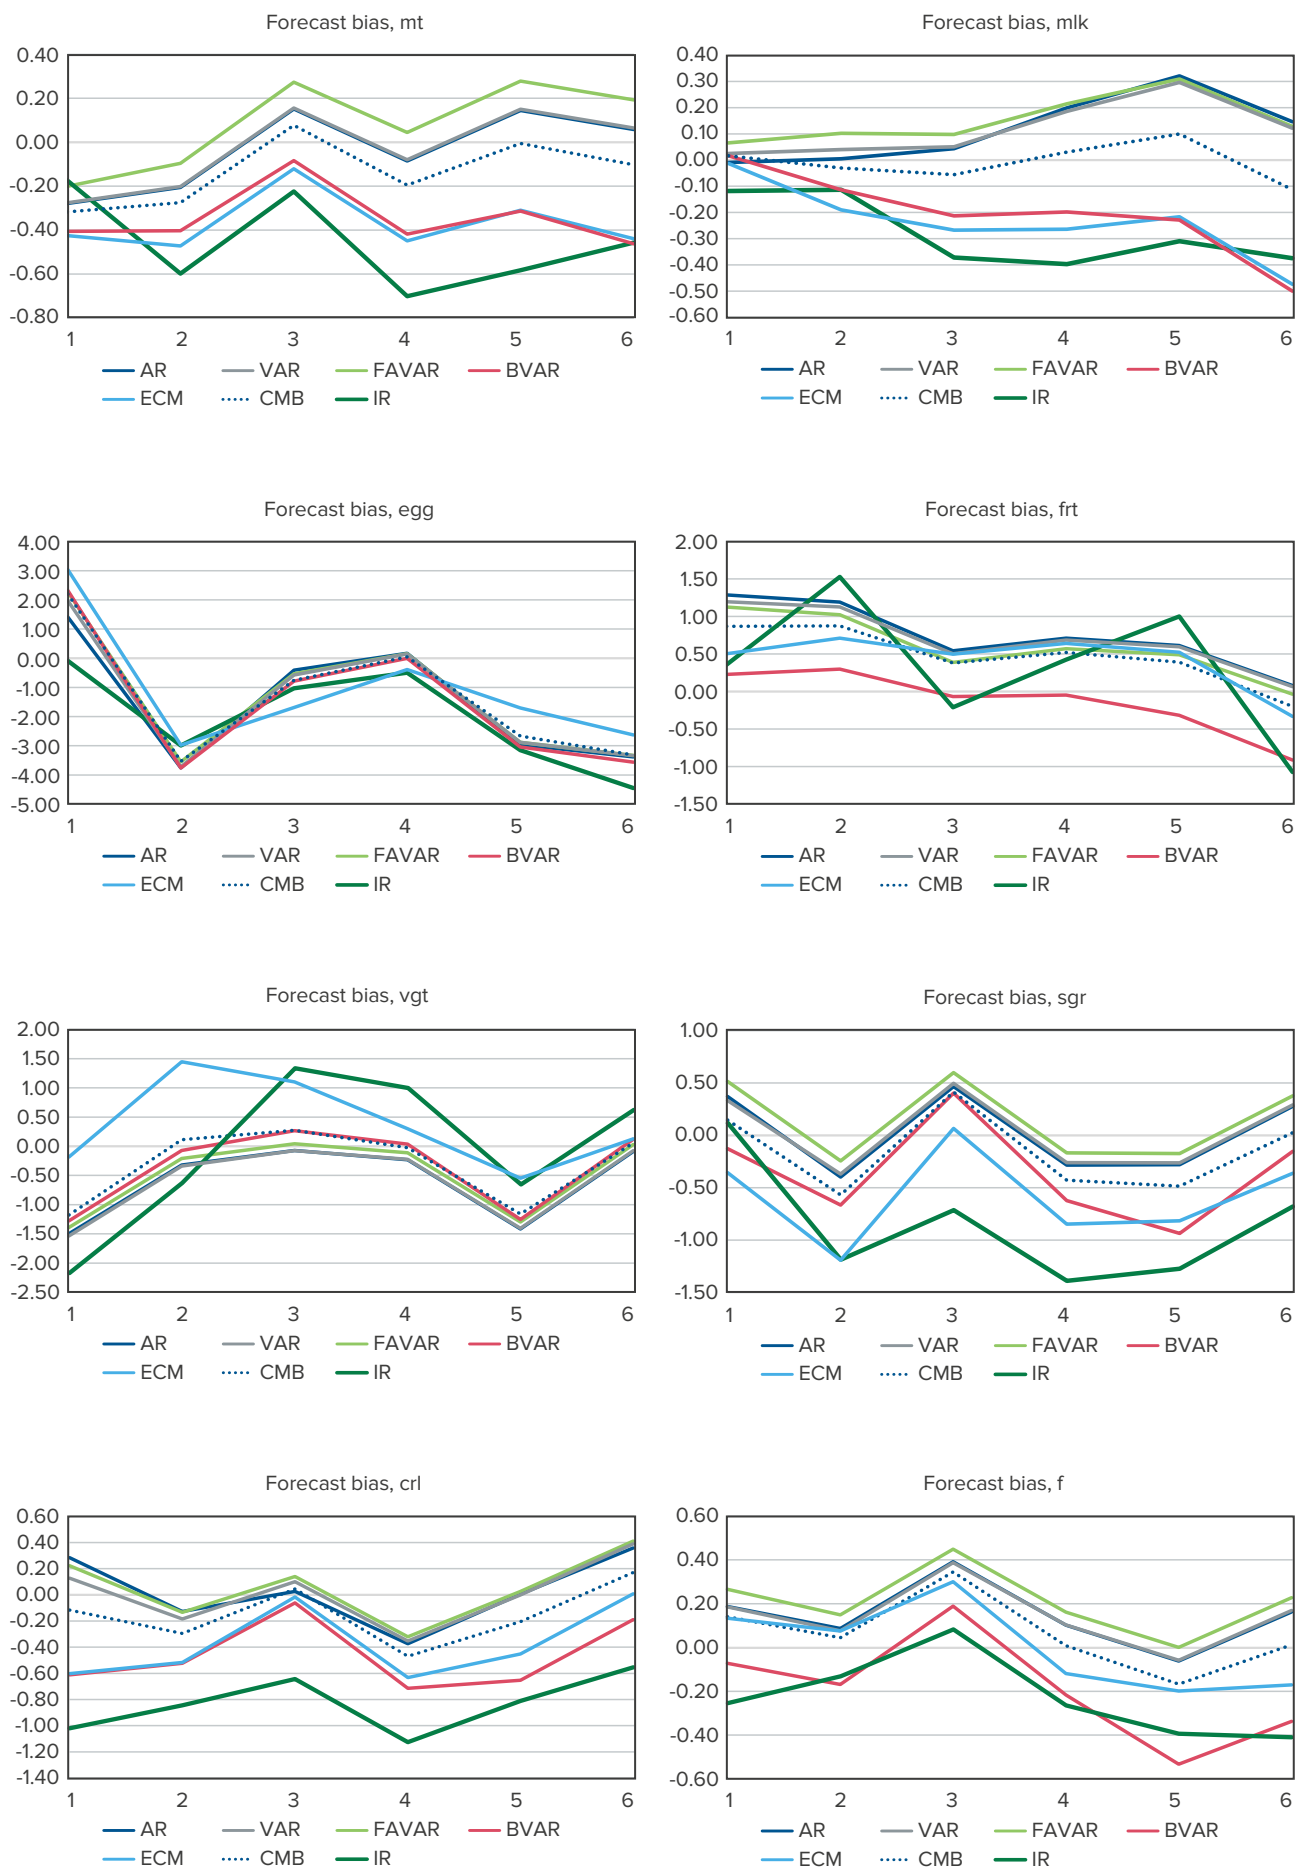 Forecast bias, mt
0.40
0.20
0.00
-0.20
-0.40
-0.60
-0.80
1 2 3 4 5 6
AR VAR FAVAR BVAR
ECM CMB IR
Forecast bias, mlk
0.40
0.30
0.20
0.10
0.00
-0.10
-0.20
-0.30
-0.40
-0.50
-0.60
1 2 3 4 5 6
AR VAR FAVAR BVAR
ECM CMB IR
Forecast bias, egg
4.00
3.00
2.00
1.00
0.00
-1.00
-2.00
-3.00
-4.00
-5.00
1 2 3 4 5 6
AR VAR FAVAR BVAR
ECM CMB IR
Forecast bias, frt
2.00
1.50
1.00
0.50
0.00
-0.50
-1.00
-1.50
1 2 3 4 5 6
AR VAR FAVAR BVAR
ECM CMB IR
Forecast bias, vgt
2.00
1.50
1.00
0.50
0.00
-0.50
-1.00
-1.50
-2.00
-2.50
1 2 3 4 5 6
AR VAR FAVAR BVAR
ECM CMB IR
Forecast bias, sgr
1.00
0.50
0.00
-0.50
-1.00
-1.50
1 2 3 4 5 6
AR VAR FAVAR BVAR
ECM CMB IR
Forecast bias, crl
0.60
0.40
0.20
0.00
-0.20
-0.40
-0.60
-0.80
-1.00
-1.20
-1.40
1 2 3 4 5 6
AR VAR FAVAR BVAR
ECM CMB IR
Forecast bias, f
0.60
0.40
0.20
0.00
-0.20
-0.40
-0.60
1 2 3 4 5 6
AR VAR FAVAR BVAR
ECM CMB IR